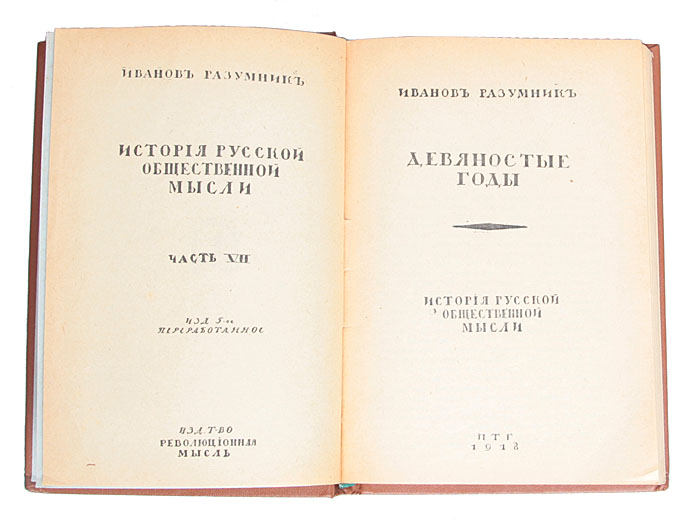 ИВАНОВЪ РАЗУМНИКЪ
ИСТОРІЯ РУССКОЙ
ОБЩЕСТВЕННОЙ
МЫСЛИ
ЧАСТЬ VII
ИЗД 5-ое
ПЕРЕРАБОТАННОЕ
ИЗД. Т-ВО
РЕВОЛЮЦІОННАЯ
МЫСЛЬ
ИВАНОВЪ РАЗУМНИКЪ
ДЕВЯНОСТЫЕ
ГОДЫ
ИСТОРІЯ РУССКОЙ
ОБЩЕСТВЕННОЙ
МЫСЛИ
ПТГ
1918